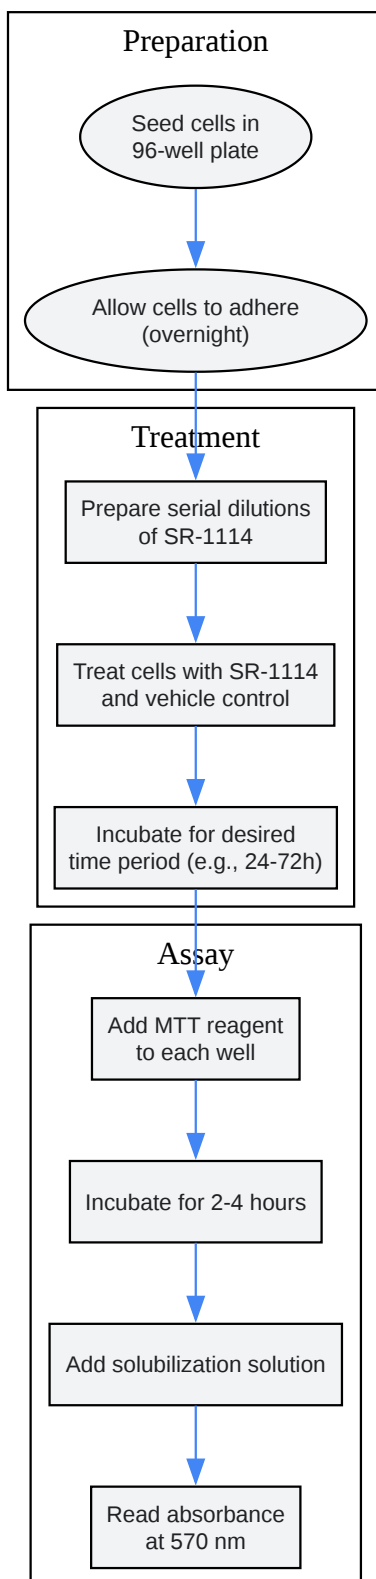 Preparation
Seed cells in
96-well plate
Allow cells to adhere
(overnight)
Treatment
Prepare serial dilutions
of SR-1114
Treat cells with SR-1114
and vehicle control
Incubate for desired
time period (e.g., 24-72h)
Assay
Add MTT reagent
to each well
Incubate for 2-4 hours
Add solubilization solution
Read absorbance
at 570 nm